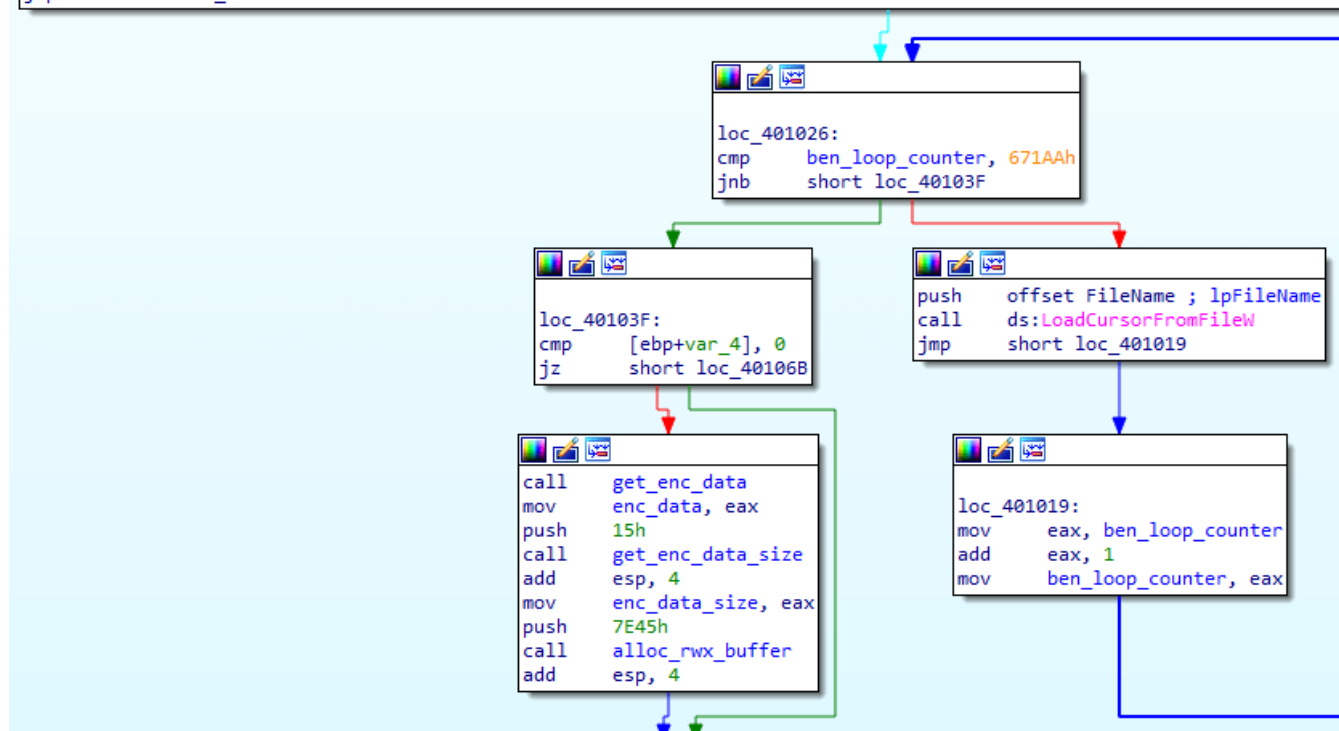 loc_401026:
cmp ben_loop_counter, 671AAh
jnb short loc_40103F
loc_40103F:
cmp [ebp+var_4], 0
jz short loc_40106B
push offset FileName ; lpFileName
call ds:LoadCursorFromFileW
jmp short loc_401019
call get_enc_data
mov enc_data, eax
push 15h
call get_enc_data_size
add esp, 4
mov enc_data_size, eax
push 7E45h
call alloc_rwx_buffer
add esp, 4
loc_401019:
mov eax, ben_loop_counter
add eax, 1
mov ben_loop_counter, eax